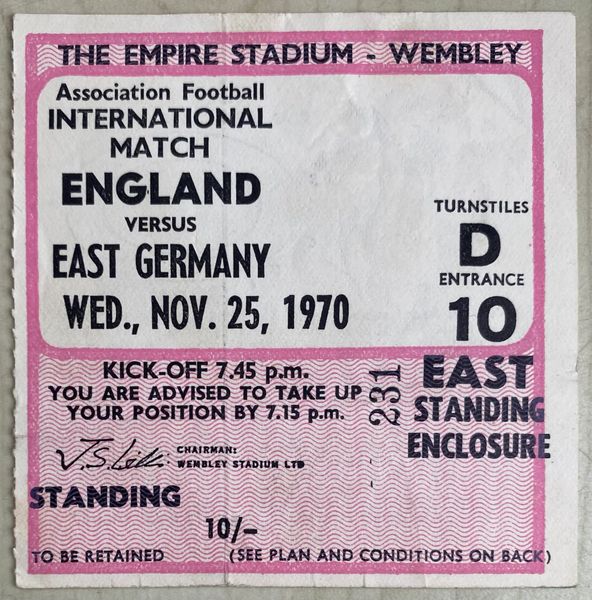 THE EMPIRE STADIUM - WEMBLEY
Association Football
INTERNATIONAL
MATCH
ENGLAND
VERSUS
EAST GERMANY
WED., NOV. 25, 1970
TURNSTILES
D
ENTRANCE
10
EAST
STANDING
ENCLOSURE
KICK-OFF 7.45 p.m.
YOU ARE ADVISED TO TAKE UP
YOUR POSITION BY 7.15 p.m.
231
CHAIRMAN:
WEMBLEY STADIUM LTD
STANDING
10/-
TO BE RETAINED (SEE PLAN AND CONDITIONS ON BACK)